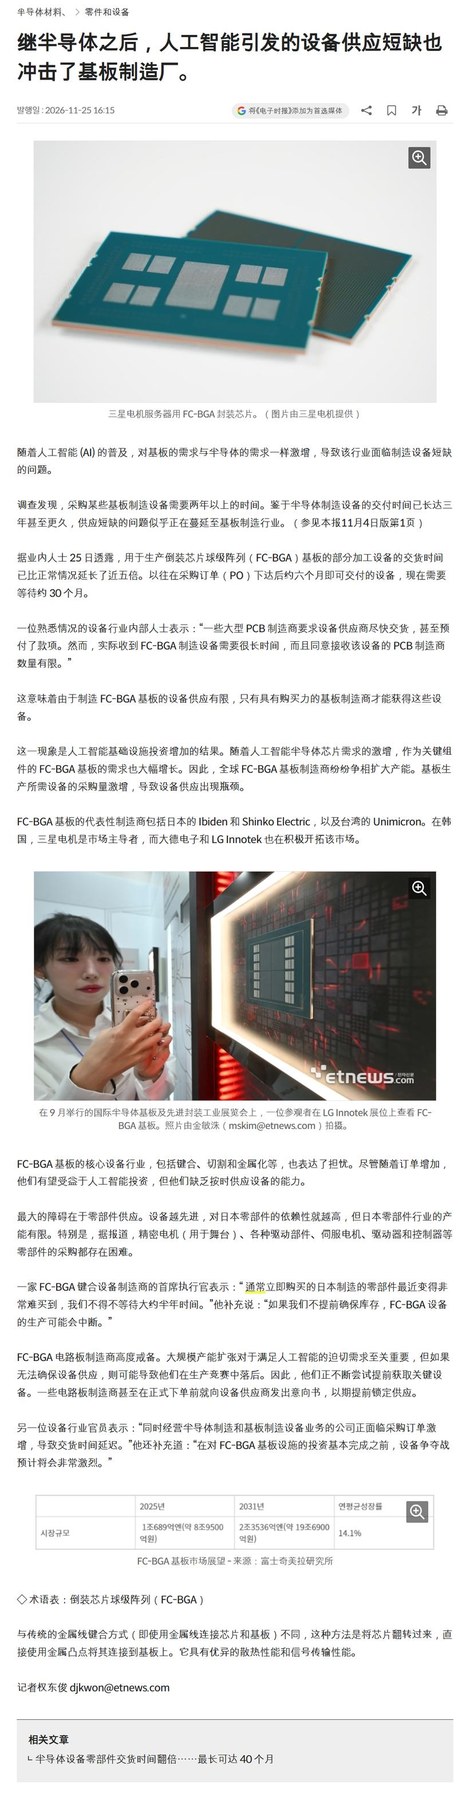 半导体材料、 > 零件和设备
继半导体之后，人工智能引发的设备供应短缺也
冲击了基板制造厂。
발행일 : 2026-11-25 16:15
将《电子时报》添加为首选媒体
가
三星电机服务器用 FC-BGA 封装芯片。（图片由三星电机提供）
随着人工智能 (AI) 的普及，对基板的需求与半导体的需求一样激增，导致该行业面临制造设备短缺
的问题。
调查发现，采购某些基板制造设备需要两年以上的时间。鉴于半导体制造设备的交付时间已长达三
年甚至更久，供应短缺的问题似乎正在蔓延至基板制造行业。（参见本报11月4日版第1页）
据业内人士 25 日透露，用于生产倒装芯片球级阵列（FC-BGA）基板的部分加工设备的交货时间
已比正常情况延长了近五倍。以往在采购订单（PO）下达后约六个月即可交付的设备，现在需要
等待约 30 个月。
一位熟悉情况的设备行业内部人士表示：“一些大型 PCB 制造商要求设备供应商尽快交货，甚至预
付了款项。然而，实际收到 FC-BGA 制造设备需要很长时间，而且同意接收该设备的 PCB 制造商
数量有限。”
这意味着由于制造 FC-BGA 基板的设备供应有限，只有具有购买力的基板制造商才能获得这些设
备。
这一现象是人工智能基础设施投资增加的结果。随着人工智能半导体芯片需求的激增，作为关键组
件的 FC-BGA 基板的需求也大幅增长。因此，全球 FC-BGA 基板制造商纷纷争相扩大产能。基板生
产所需设备的采购量激增，导致设备供应出现瓶颈。
FC-BGA 基板的代表性制造商包括日本的 Ibiden 和 Shinko Electric，以及台湾的 Unimicron。在韩
国，三星电机是市场主导者，而大德电子和 LG Innotek 也在积极开拓该市场。
etnews.com
在 9 月举行的国际半导体基板及先进封装工业展览会上，一位参观者在 LG Innotek 展位上查看 FC-
BGA 基板。照片由金敏洙（mskim@etnews.com）拍摄。
FC-BGA 基板的核心设备行业，包括键合、切割和金属化等，也表达了担忧。尽管随着订单增加，
他们有望受益于人工智能投资，但他们缺乏按时供应设备的能力。
最大的障碍在于零部件供应。设备越先进，对日本零部件的依赖性就越高，但日本零部件行业的产
能有限。特别是，据报道，精密电机（用于舞台）、各种驱动部件、伺服电机、驱动器和控制器等
零部件的采购都存在困难。
一家 FC-BGA 键合设备制造商的首席执行官表示：“通常立即购买的日本制造的零部件最近变得非
常难买到，我们不得不等待大约半年时间。”他补充说：“如果我们不提前确保库存，FC-BGA 设备
的生产可能会中断。”
FC-BGA 电路板制造商高度戒备。大规模产能扩张对于满足人工智能的迫切需求至关重要，但如果
无法确保设备供应，则可能导致他们在生产竞赛中落后。因此，他们正不断尝试提前获取关键设
备。一些电路板制造商甚至在正式下单前就向设备供应商发出意向书，以期提前锁定供应。
另一位设备行业官员表示：“同时经营半导体制造和基板制造设备业务的公司正面临采购订单激
增，导致交货时间延迟。”他还补充道：“在对 FC-BGA 基板设施的投资基本完成之前，设备争夺战
预计将会非常激烈。”
2025年 2031年 연평균성장률
시장규모 1조689억엔(약 8조9500억원) 2조3536억엔(약 19조6900억원) 14.1%
FC-BGA 基板市场展望 - 来源：富士奇美拉研究所
◇ 术语表：倒装芯片球级阵列（FC-BGA）
与传统的金属线键合方式（即使用金属线连接芯片和基板）不同，这种方法是将芯片翻转过来，直
接使用金属凸点将其连接到基板上。它具有优异的散热性能和信号传输性能。
记者权东俊 djkwon@etnews.com
相关文章
ㄴ 半导体设备零部件交货时间翻倍……最长可达 40 个月